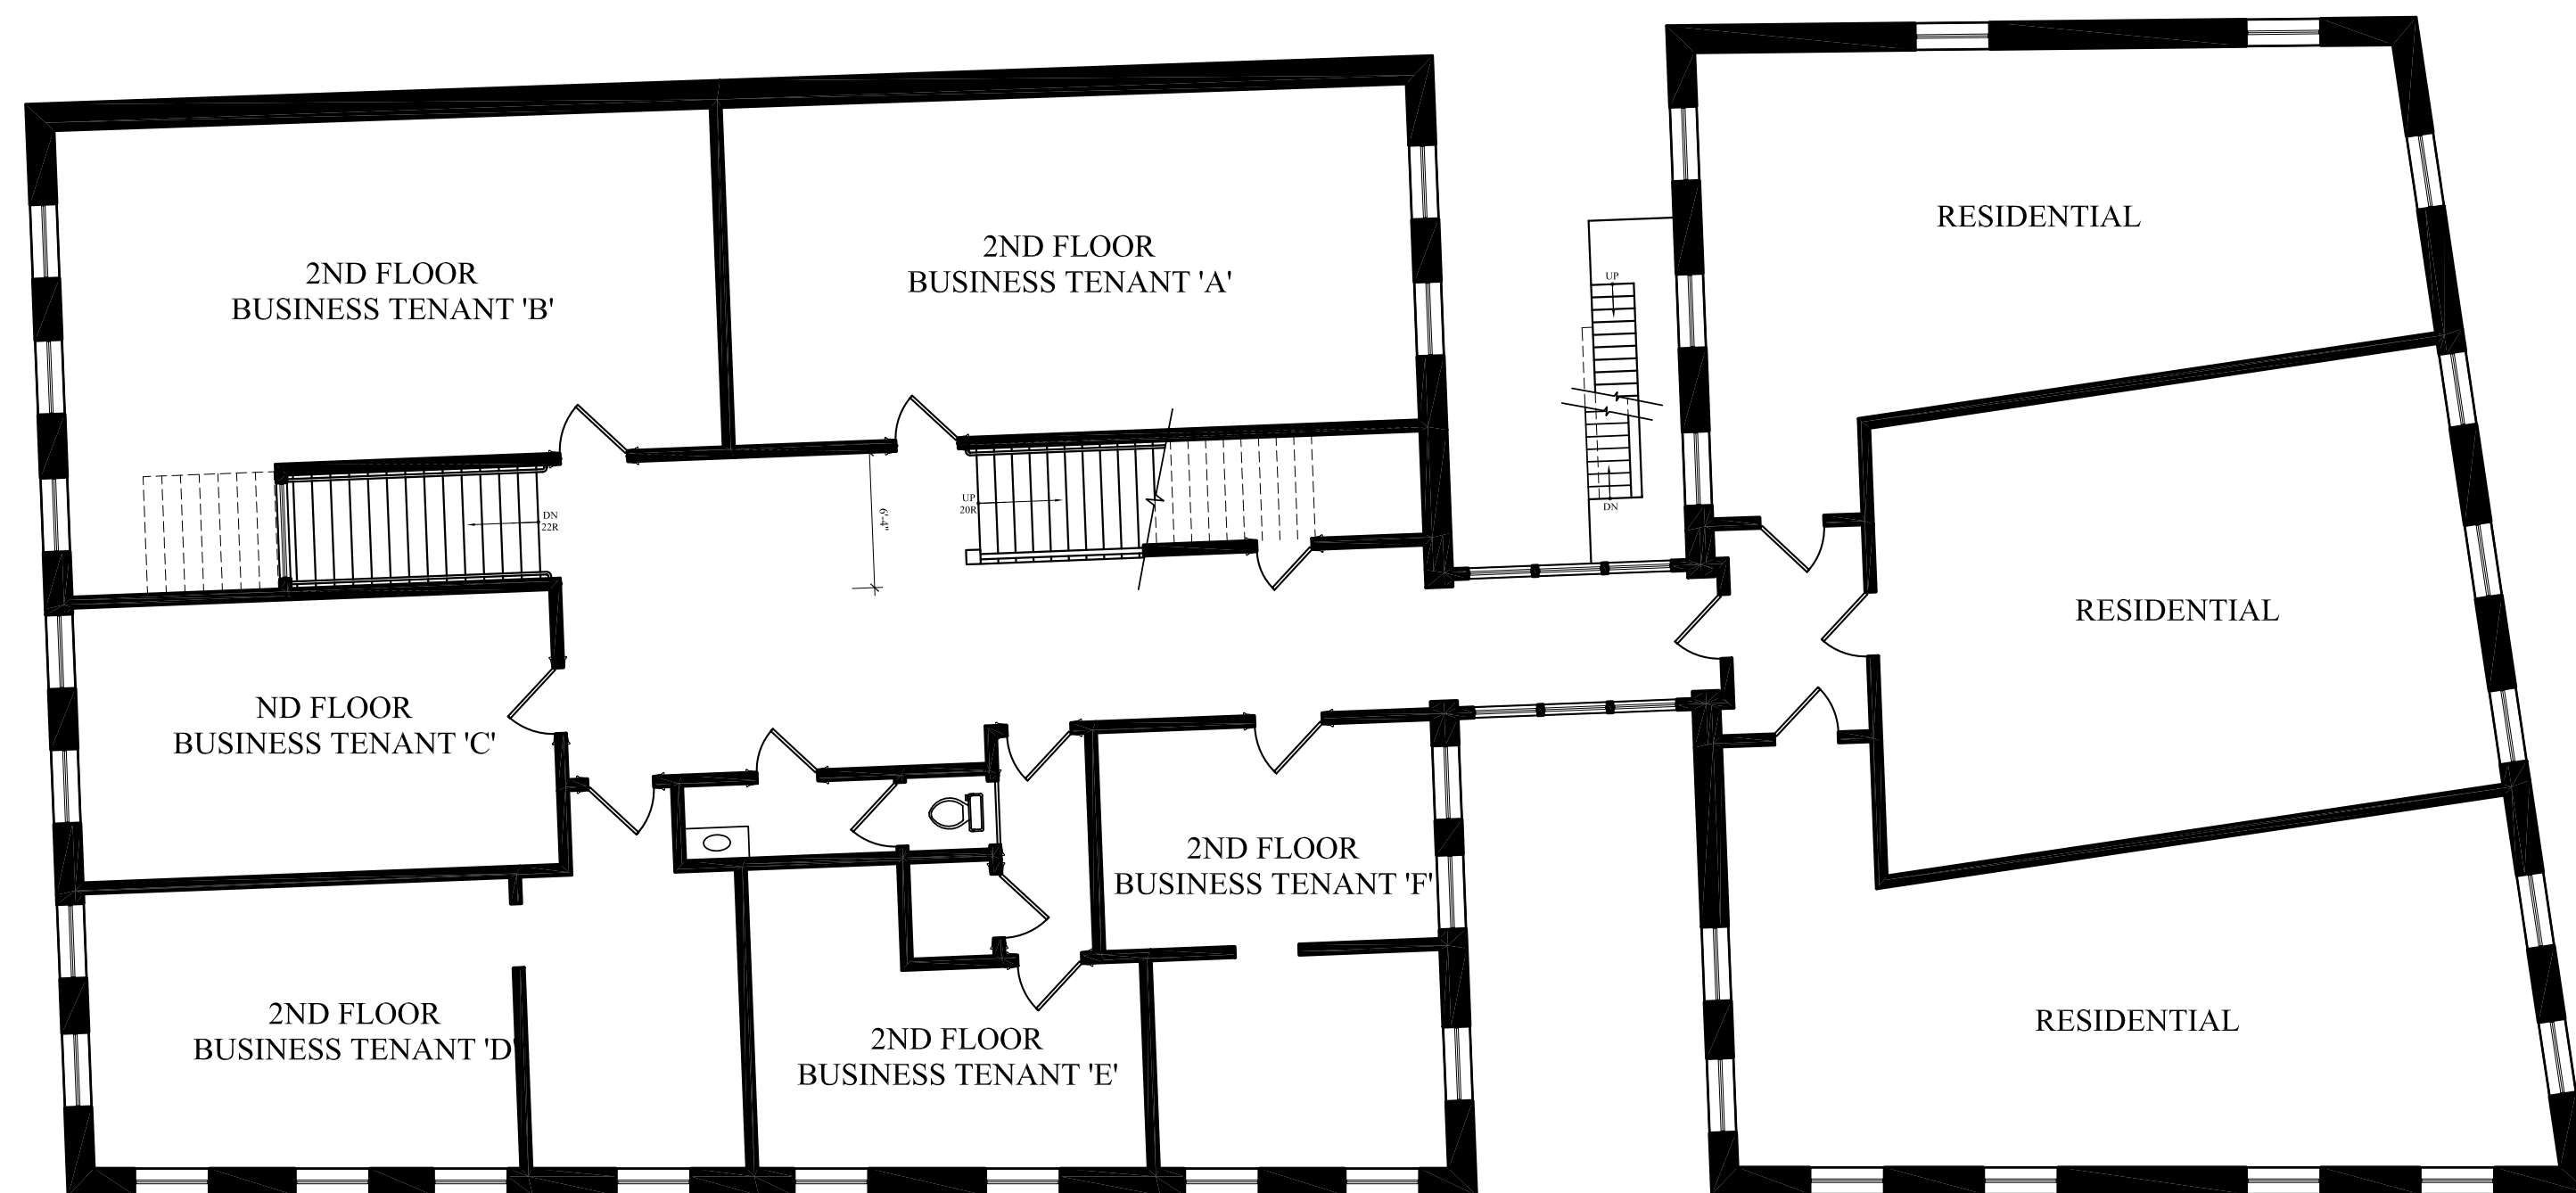 2ND FLOOR
BUSINESS TENANT 'B'
2ND FLOOR
BUSINESS TENANT 'A'
RESIDENTIAL
UP
DN
DN
22R
UP
20R
6'-4"
RESIDENTIAL
ND FLOOR
BUSINESS TENANT 'C'
2ND FLOOR
BUSINESS TENANT 'F'
2ND FLOOR
BUSINESS TENANT 'D'
2ND FLOOR
BUSINESS TENANT 'E'
RESIDENTIAL